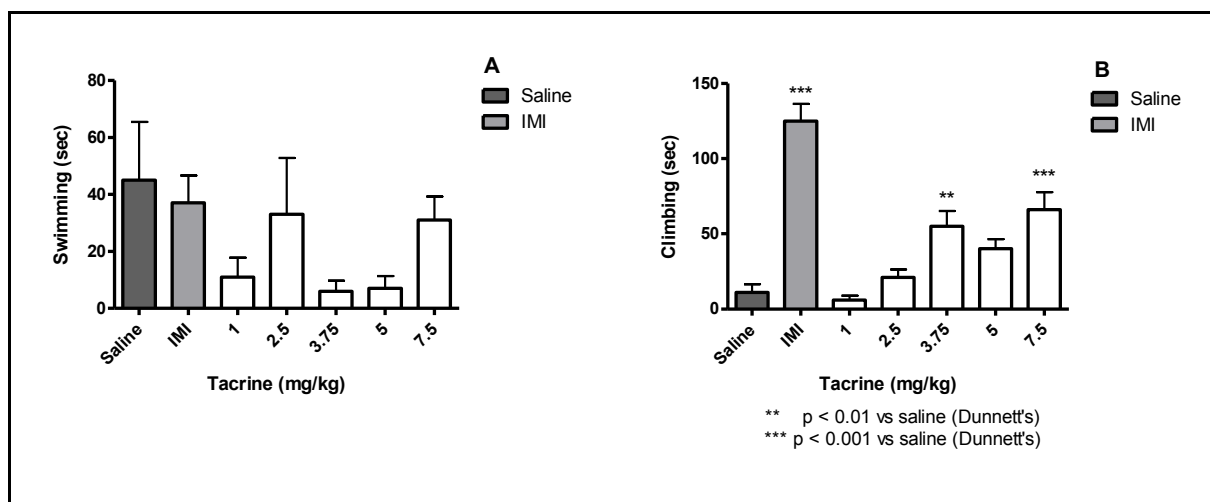 A
Saline
IMI
Swimming (sec)
80
60
40
20
0
Saline
IMI
1
2.5
3.75
5
7.5
Tacrine (mg/kg)
B
Saline
IMI
Climbing (sec)
150
100
50
0
***
**
***
Saline
IMI
1
2.5
3.75
5
7.5
Tacrine (mg/kg)
** p < 0.01 vs saline (Dunnett's)
*** p < 0.001 vs saline (Dunnett's)